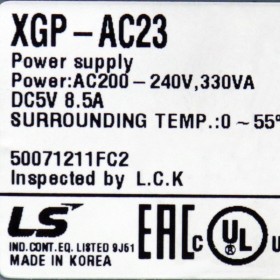 XGP-AC23
Power supply
Power:AC200-240V,330VA
DC5V 8.5A
SURROUNDING TEMP.:0~55°
50071211FC2
Inspected by L.C.K
LS EAC c UL
IND.CONT.EQ. LISTED 9J61
MADE IN KOREA